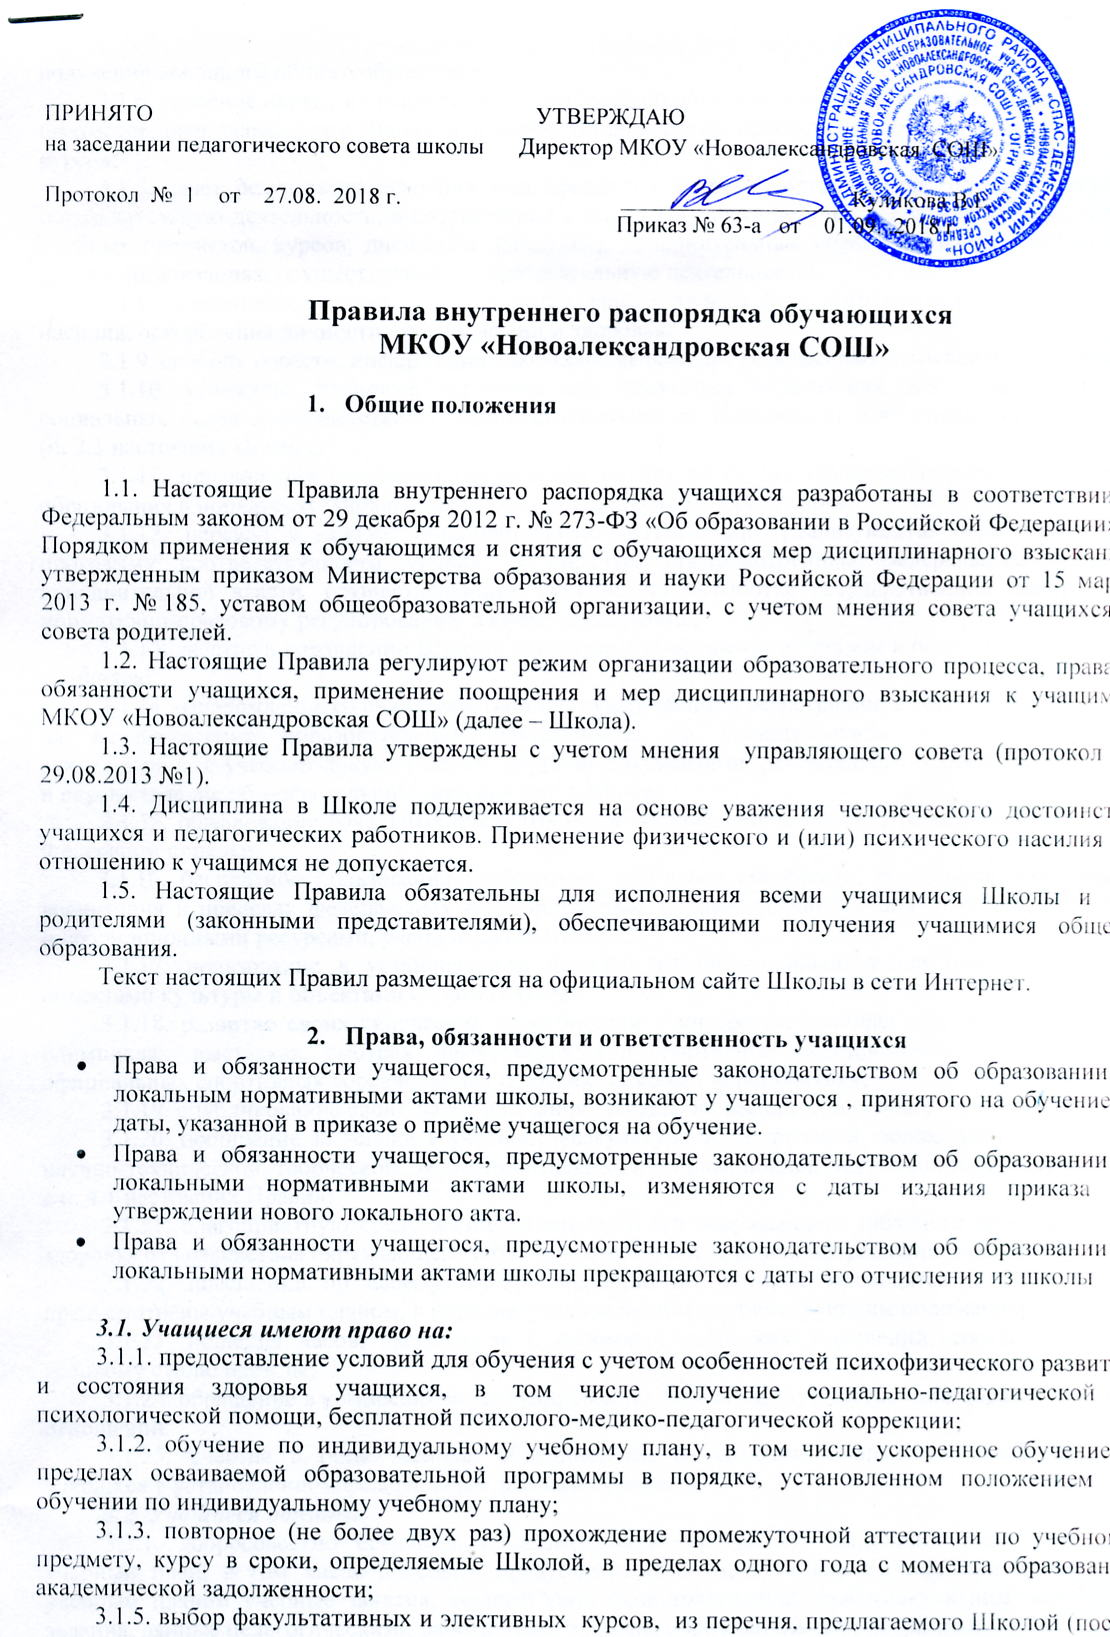 ПРИНЯТО
на заседании педагогического совета школы
Протокол № 1 от 27.08. 2018 г.
УТВЕРЖДАЮ
Директор МКОУ «Новоалександровская СОШ»
Куликова В.
Приказ № 63-а от 01.09. 2018 г.
Правила внутреннего распорядка обучающихся
МКОУ «Новоалександровская СОШ»
1. Общие положения
1.1. Настоящие Правила внутреннего распорядка учащихся разработаны в соответствии
Федеральным законом от 29 декабря 2012 г. № 273-ФЗ «Об образовании в Российской Федерации»
Порядком применения к обучающимся и снятия с обучающихся мер дисциплинарного взыскан
утвержденным приказом Министерства образования и науки Российской Федерации от 15 мар
2013 г. № 185, уставом общеобразовательной организации, с учетом мнения совета учащихся
совета родителей.
1.2. Настоящие Правила регулируют режим организации образовательного процесса, права
обязанности учащихся, применение поощрения и мер дисциплинарного взыскания к учащим
МКОУ «Новоалександровская СОШ» (далее – Школа).
1.3. Настоящие Правила утверждены с учетом мнения управляющего совета (протокол
29.08.2013 №1).
1.4. Дисциплина в Школе поддерживается на основе уважения человеческого достоинст
учащихся и педагогических работников. Применение физического и (или) психического насилия
отношению к учащимся не допускается.
1.5. Настоящие Правила обязательны для исполнения всеми учащимися Школы и
родителями (законными представителями), обеспечивающими получения учащимися обще
образования.
Текст настоящих Правил размещается на официальном сайте Школы в сети Интернет.
2. Права, обязанности и ответственность учащихся
• Права и обязанности учащегося, предусмотренные законодательством об образовании
локальным нормативными актами школы, возникают у учащегося , принятого на обучение
даты, указанной в приказе о приёме учащегося на обучение.
• Права и обязанности учащегося, предусмотренные законодательством об образовании
локальными нормативными актами школы, изменяются с даты издания приказа
утверждении нового локального акта.
• Права и обязанности учащегося, предусмотренные законодательством об образовании
локальными нормативными актами школы прекращаются с даты его отчисления из школы
3.1. Учащиеся имеют право на:
3.1.1. предоставление условий для обучения с учетом особенностей психофизического развит
и состояния здоровья учащихся, в том числе получение социально-педагогической
психологической помощи, бесплатной психолого-медико-педагогической коррекции;
3.1.2. обучение по индивидуальному учебному плану, в том числе ускоренное обучение
пределах осваиваемой образовательной программы в порядке, установленном положением
обучении по индивидуальному учебному плану;
3.1.3. повторное (не более двух раз) прохождение промежуточной аттестации по учебно
предмету, курсу в сроки, определяемые Школой, в пределах одного года с момента образован
академической задолженности;
3.1.5. выбор факультативных и элективных курсов, из перечня, предлагаемого Школой (пос